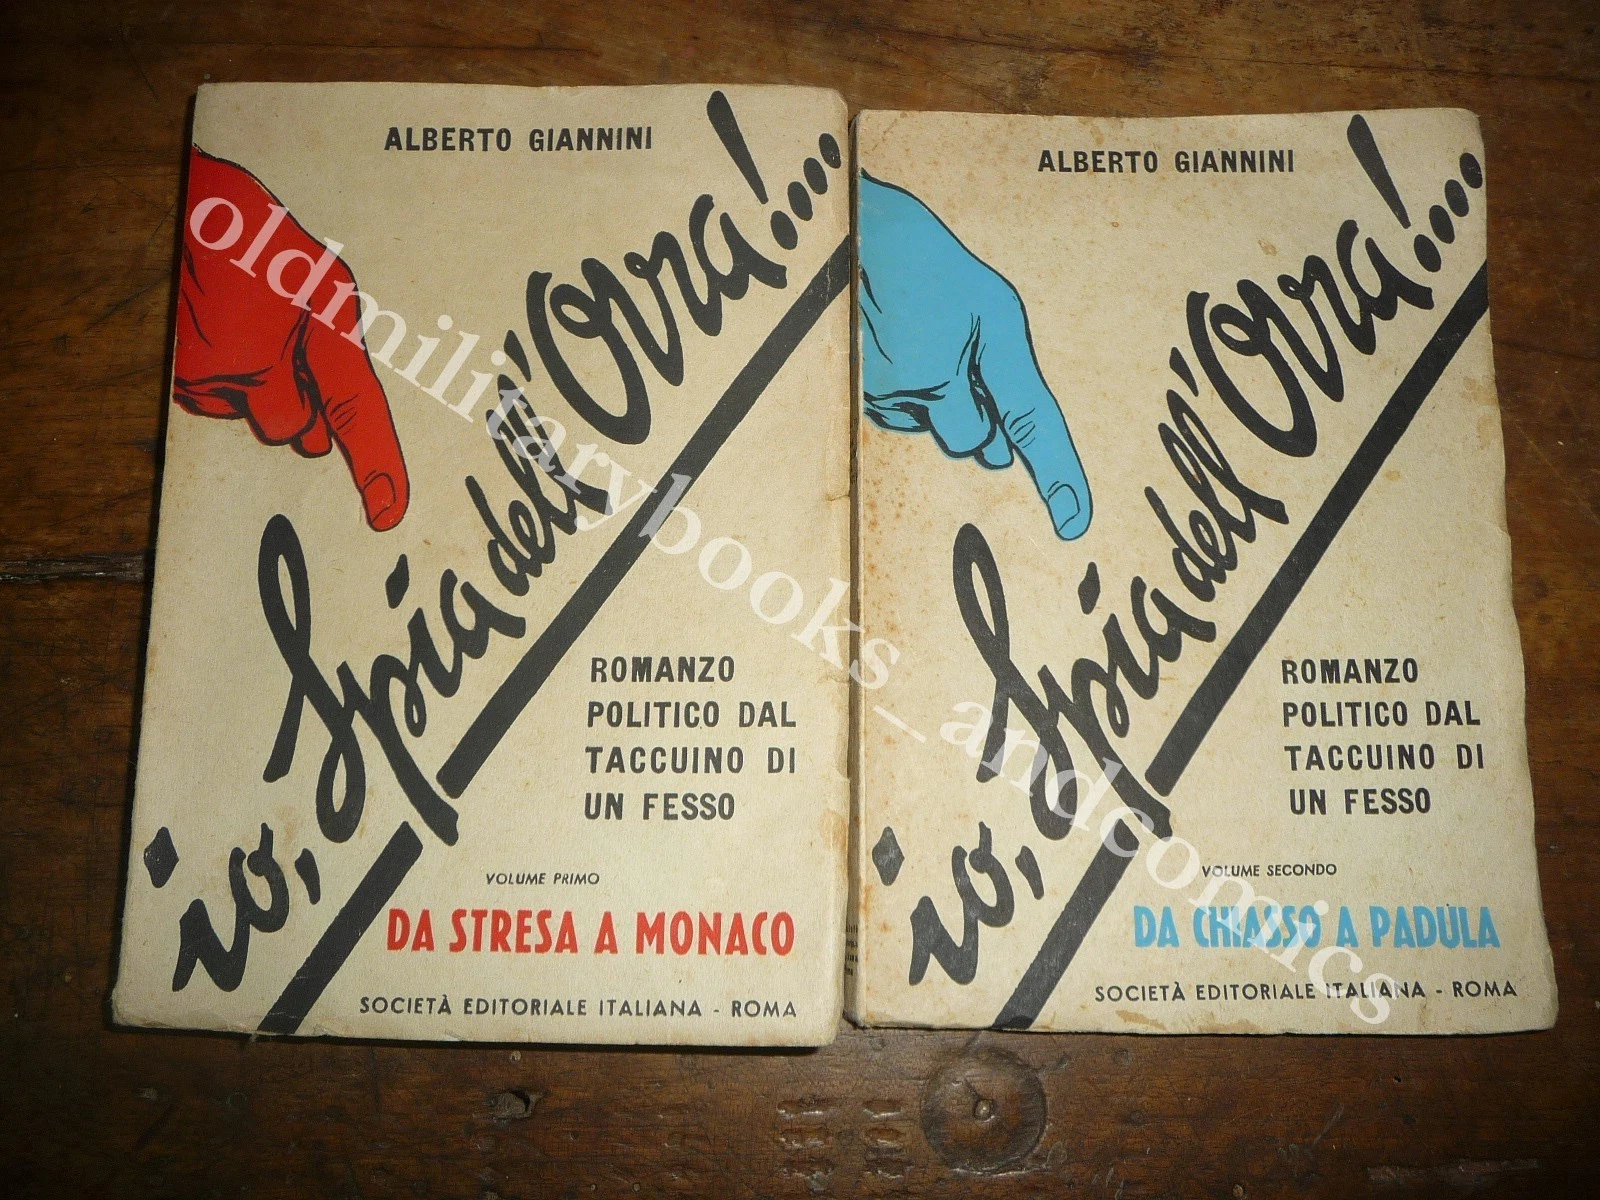 ALBERTO GIANNINI
io, Spia dell'Ovra!....
ROMANZO
POLITICO DAL
TACCUINO DI
UN FESSO
VOLUME PRIMO
DA STRESA A MONACO
SOCIETÀ EDITORIALE ITALIANA - ROMA
ALBERTO GIANNINI
io, Spia dell'Ovra!....
ROMANZO
POLITICO DAL
TACCUINO DI
UN FESSO
VOLUME SECONDO
DA CHIASSO A PADULA
SOCIETÀ EDITORIALE ITALIANA - ROMA
oldmilitarybooks_andcomics